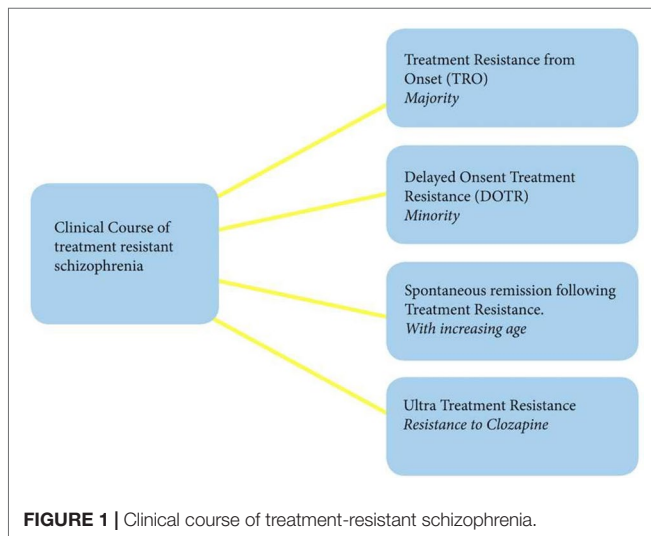 Treatment Resistance from
Onset (TRO)
Majority
Delayed Onsent Treatment
Resistance (DOTR)
Minority
Clinical Course of
treatment resistant
schizophrenia
Spontaneous remission following
Treatment Resistance.
With increasing age
Ultra Treatment Resistance
Resistance to Clozapine
FIGURE 1 | Clinical course of treatment-resistant schizophrenia.